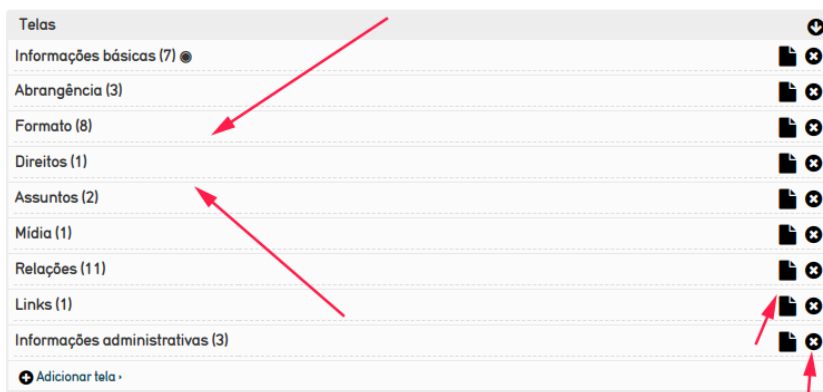 Telas
Informações básicas (7)
Abrangência (3)
Formato (8)
Direitos (1)
Assuntos (2)
Mídia (1)
Relações (11)
Links (1)
Informações administrativas (3)
Adicionar tela ›